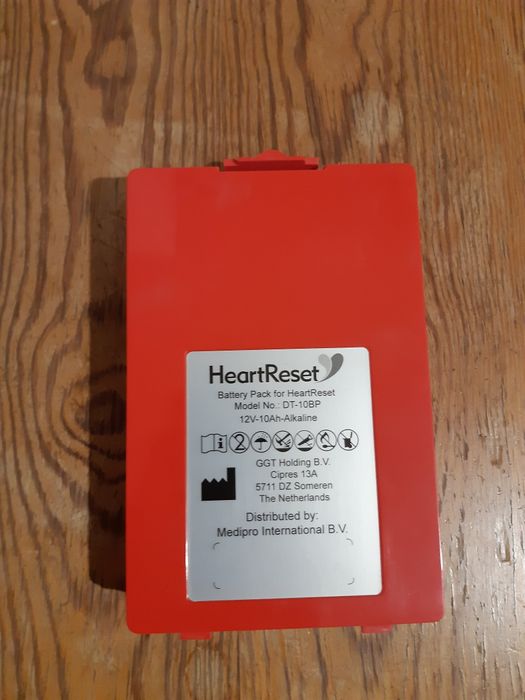 HeartReset
Battery Pack for HeartReset
Model No.: DT-10BP
12V-10Ah-Alkaline
i 2
GGT Holding B.V.
Cipres 13A
5711 DZ Someren
The Netherlands
Distributed by:
Medipro International B.V.